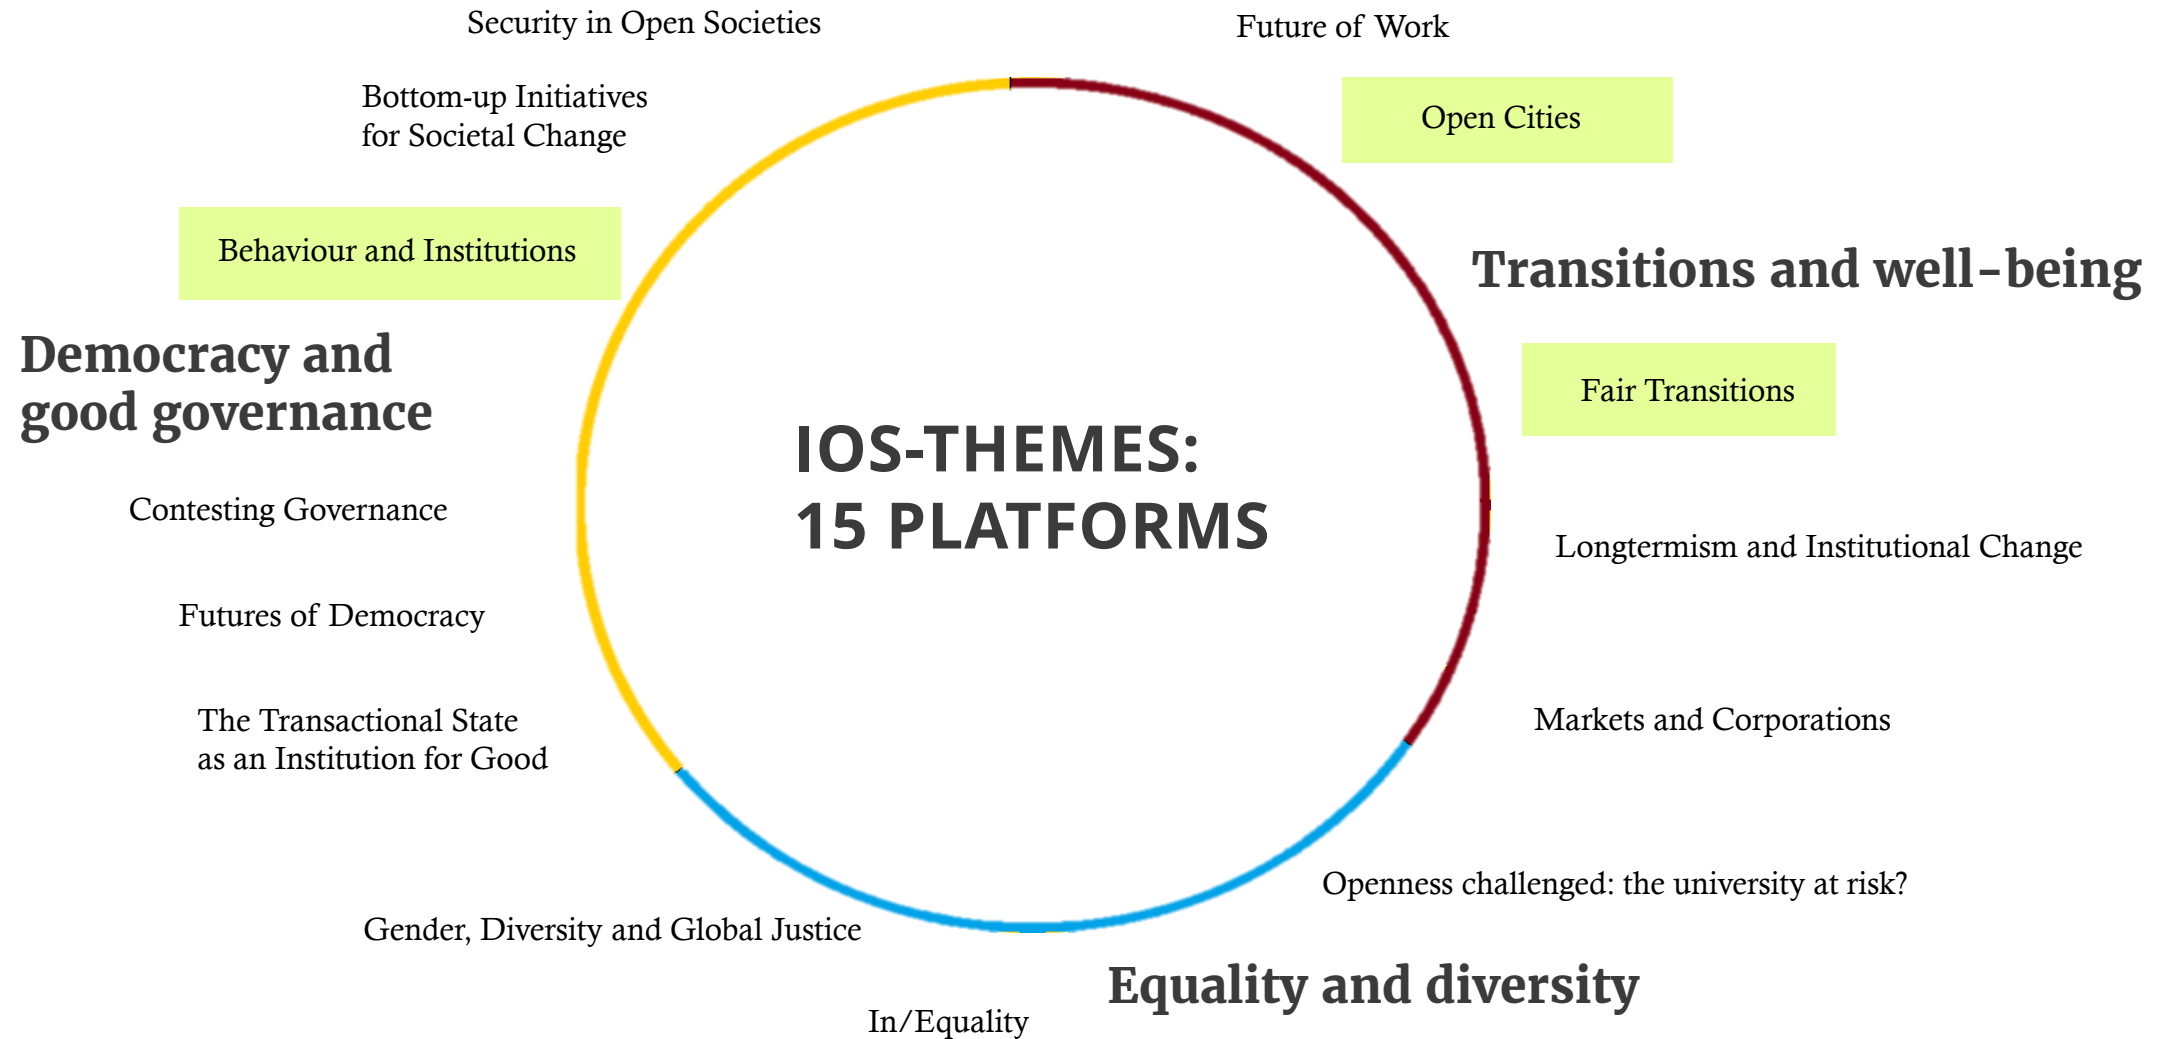 Security in Open Societies
Future of Work
Bottom-up Initiatives
for Societal Change
Open Cities
Behaviour and Institutions
Transitions and well-being
Democracy and
good governance
Fair Transitions
IOS-THEMES:
15 PLATFORMS
Contesting Governance
Longtermism and Institutional Change
Futures of Democracy
The Transactional State
as an Institution for Good
Markets and Corporations
Openness challenged: the university at risk?
Gender, Diversity and Global Justice
Equality and diversity
In/Equality